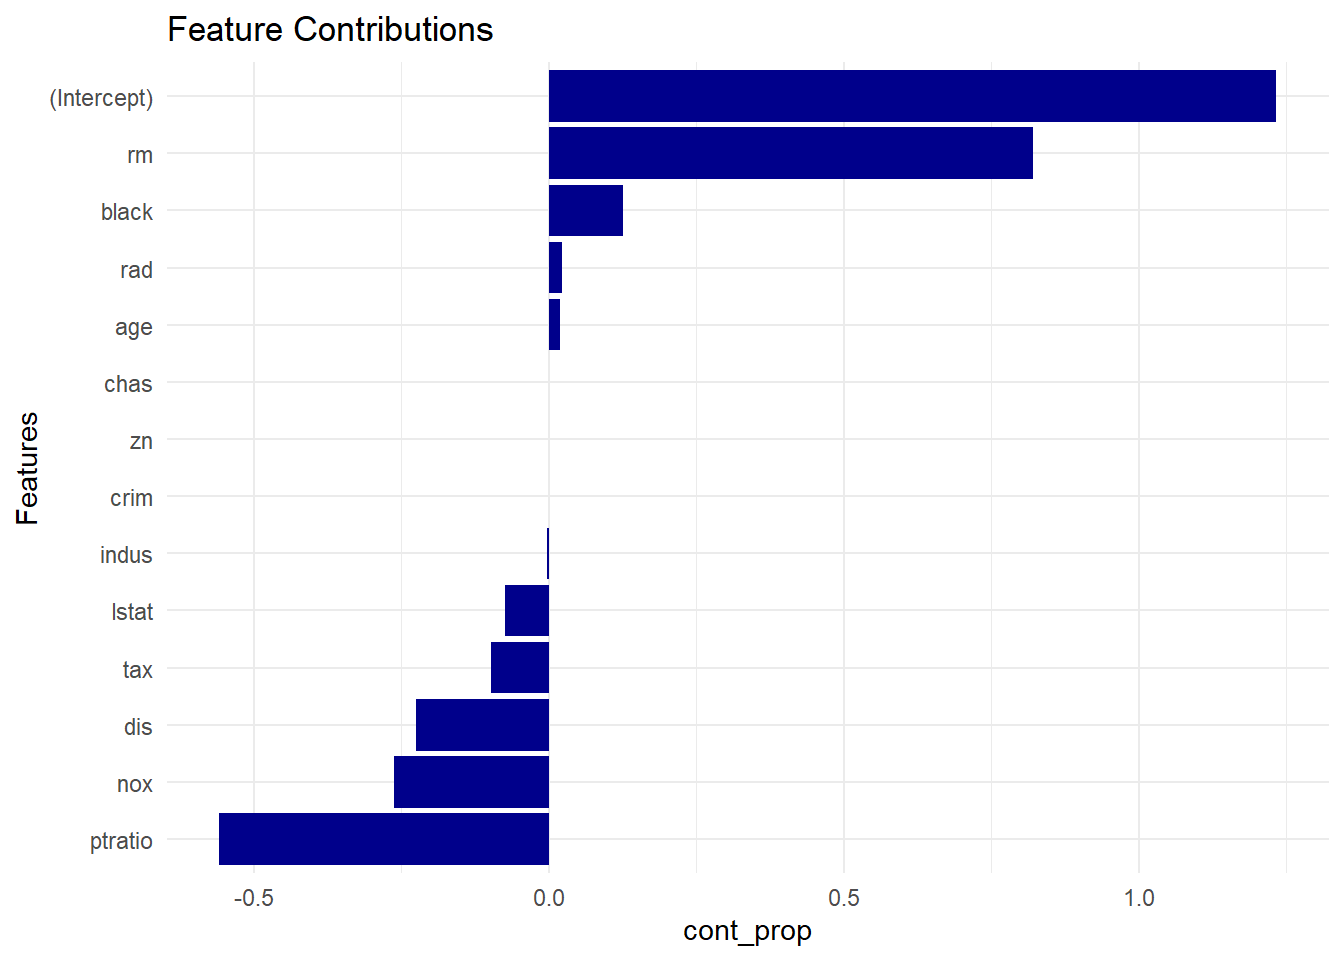 Feature Contributions
(Intercept)
rm
black
rad
age
chas
zn
crim
indus
lstat
tax
dis
nox
ptratio
Features
-0.5 0.0 0.5 1.0
cont_prop